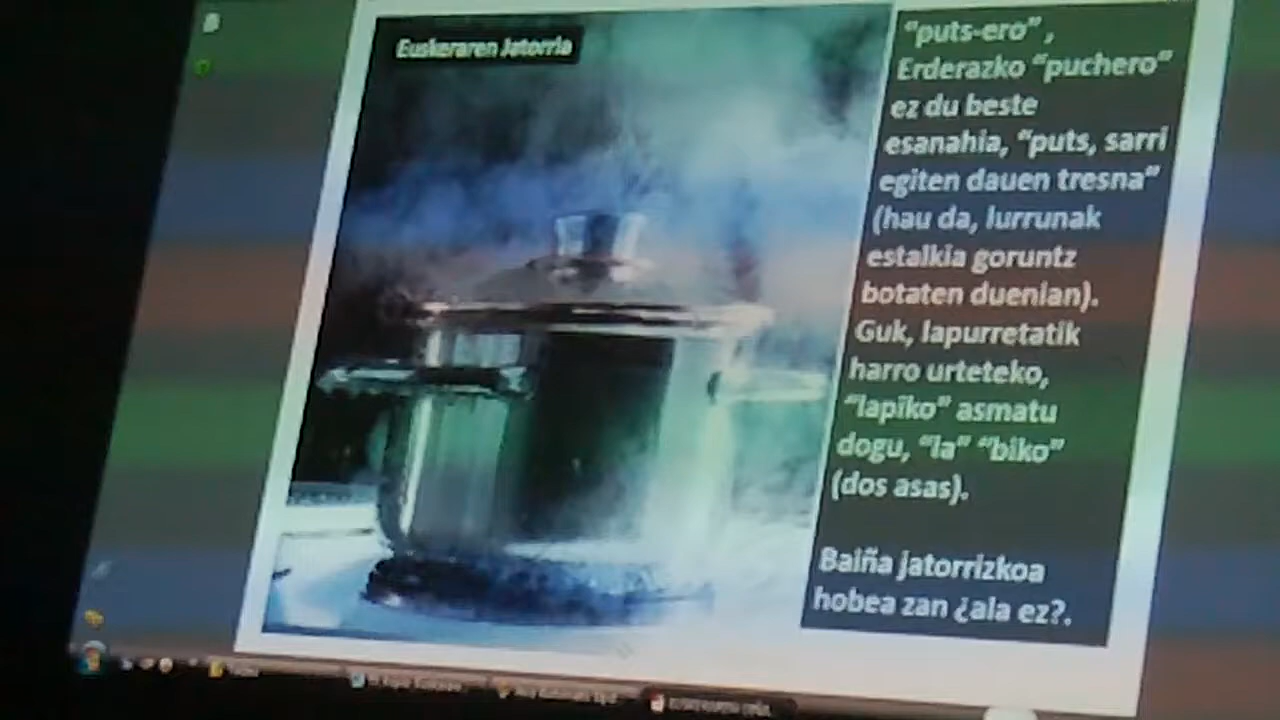 Euskeraren Jatorria
“puts-ero” ,
Erderazko “puchero”
ez du beste
esanahia, “puts, sarri
egiten dauen tresna”
(hau da, lurrunak
estalkia goruntz
botaten duenian).
Guk, lapurretatik
harro urteteko,
“lapiko” asmatu
dogu, “la” “biko”
(dos asas).
Baiña jatorrizkoa
hobea zan ¿ala ez?.